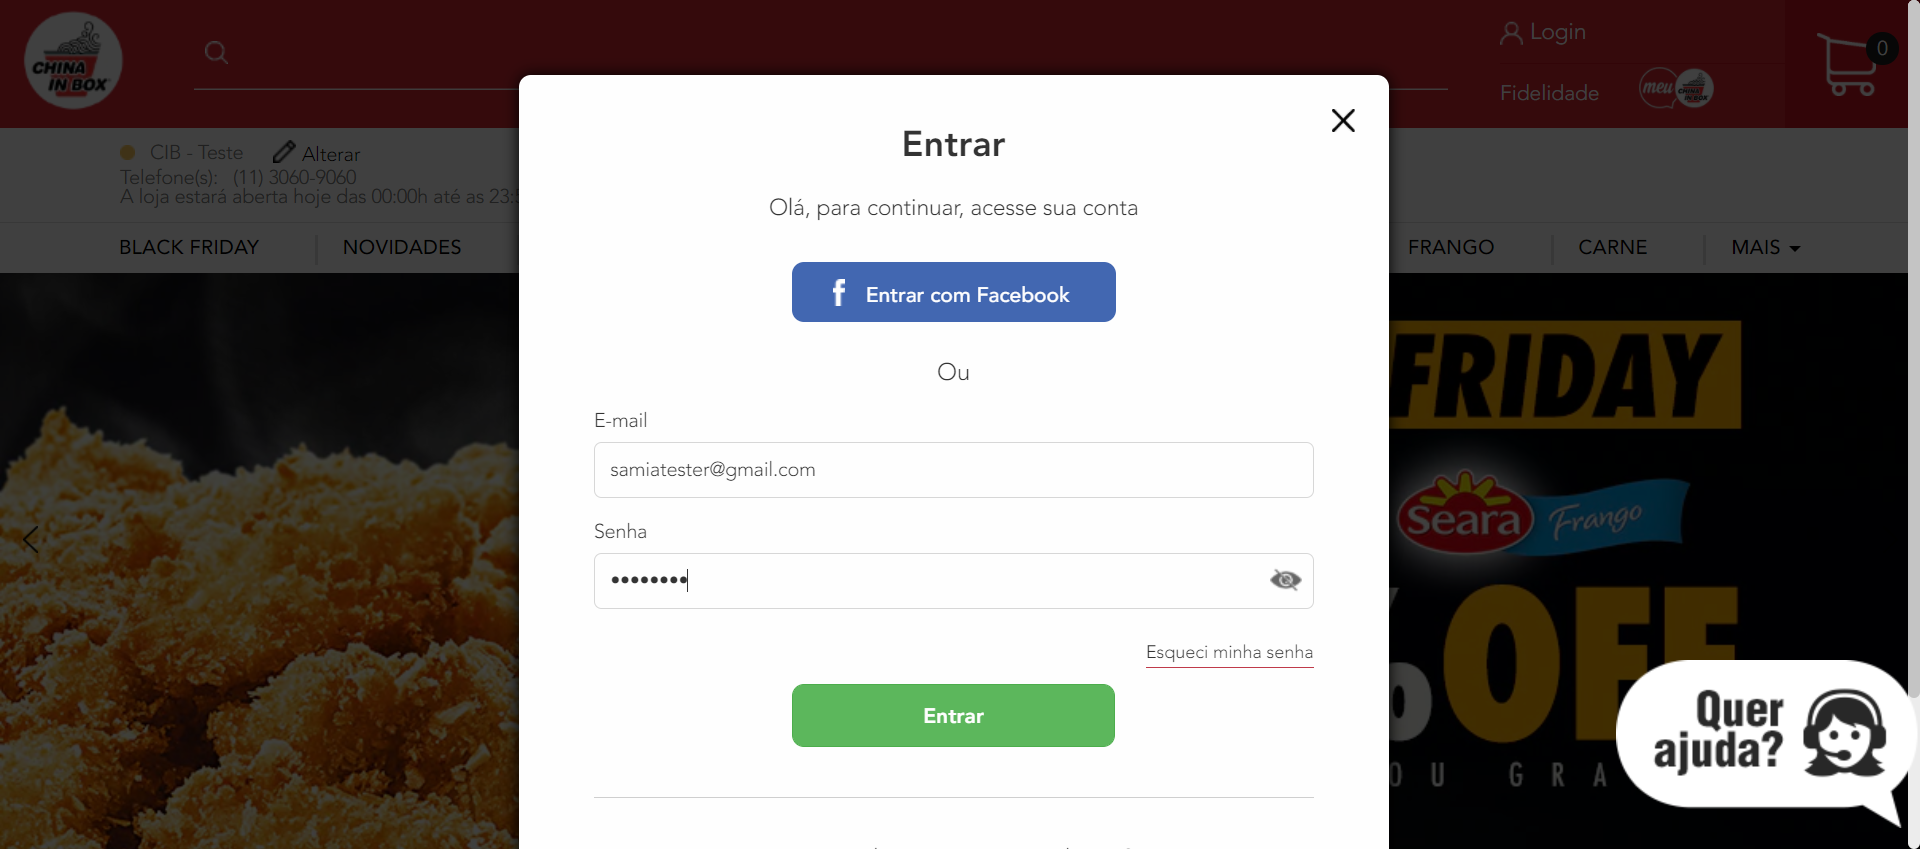 CHINA
IN BOX
Login
0
Fidelidade
meu
CHINA
IN BOX
CIB - Teste
Alterar
Telefone(s): (11) 3060-9060
A loja estará aberta hoje das 00:00h até as 23:5
BLACK FRIDAY
NOVIDADES
FRANGO
CARNE
MAIS
Entrar
Olá, para continuar, acesse sua conta
Entrar com Facebook
Ou
E-mail
samiatester@gmail.com
Senha
••••••••
Esqueci minha senha
Entrar
FRIDAY
Seara
Frango
%OFF
OU GRA
Quer
ajuda?